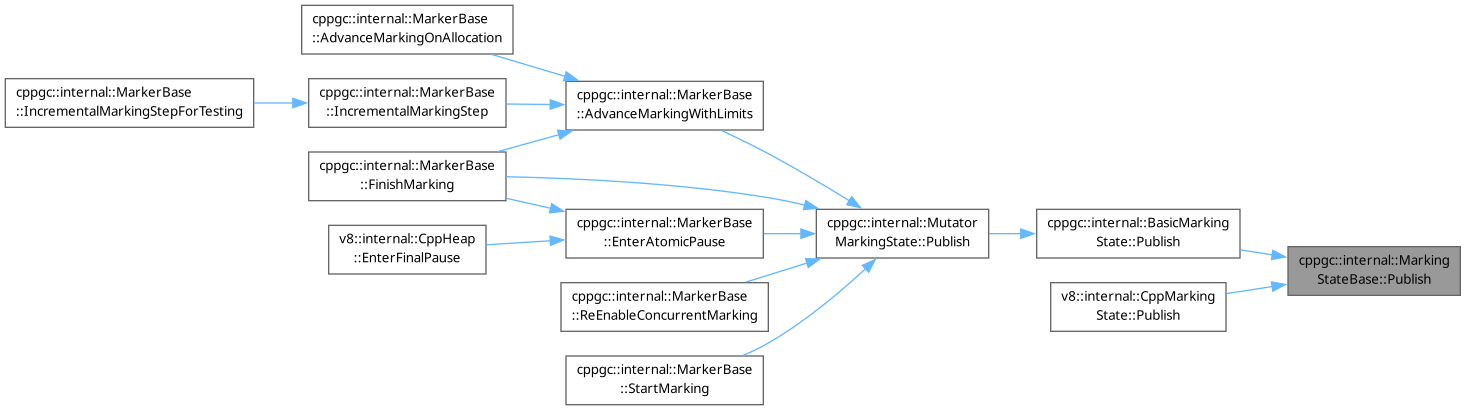 cppgc::internal::MarkerBase
::AdvanceMarkingOnAllocation
cppgc::internal::MarkerBase
::IncrementalMarkingStepForTesting
cppgc::internal::MarkerBase
::IncrementalMarkingStep
cppgc::internal::MarkerBase
::AdvanceMarkingWithLimits
cppgc::internal::MarkerBase
::FinishMarking
v8::internal::CppHeap
::EnterFinalPause
cppgc::internal::MarkerBase
::EnterAtomicPause
cppgc::internal::MarkerBase
::ReEnableConcurrentMarking
cppgc::internal::MarkerBase
::StartMarking
cppgc::internal::Mutator
MarkingState::Publish
cppgc::internal::BasicMarking
State::Publish
v8::internal::CppMarking
State::Publish
cppgc::internal::Marking
StateBase::Publish